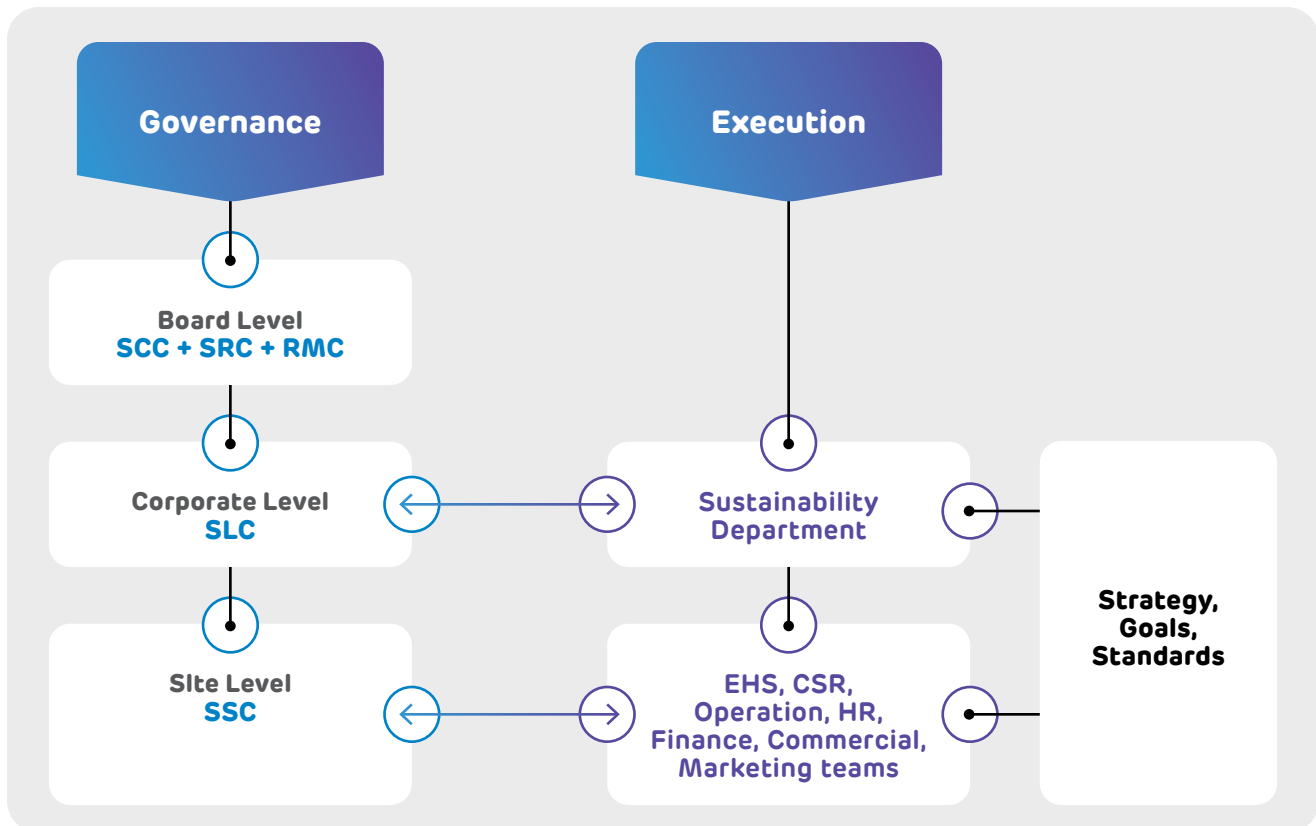 Governance
Execution
Board Level
SCC + SRC + RMC
Corporate Level
SLC
Sustainability
Department
SIte Level
SSC
EHS, CSR,
Operation, HR,
Finance, Commercial,
Marketing teams
Strategy,
Goals,
Standards